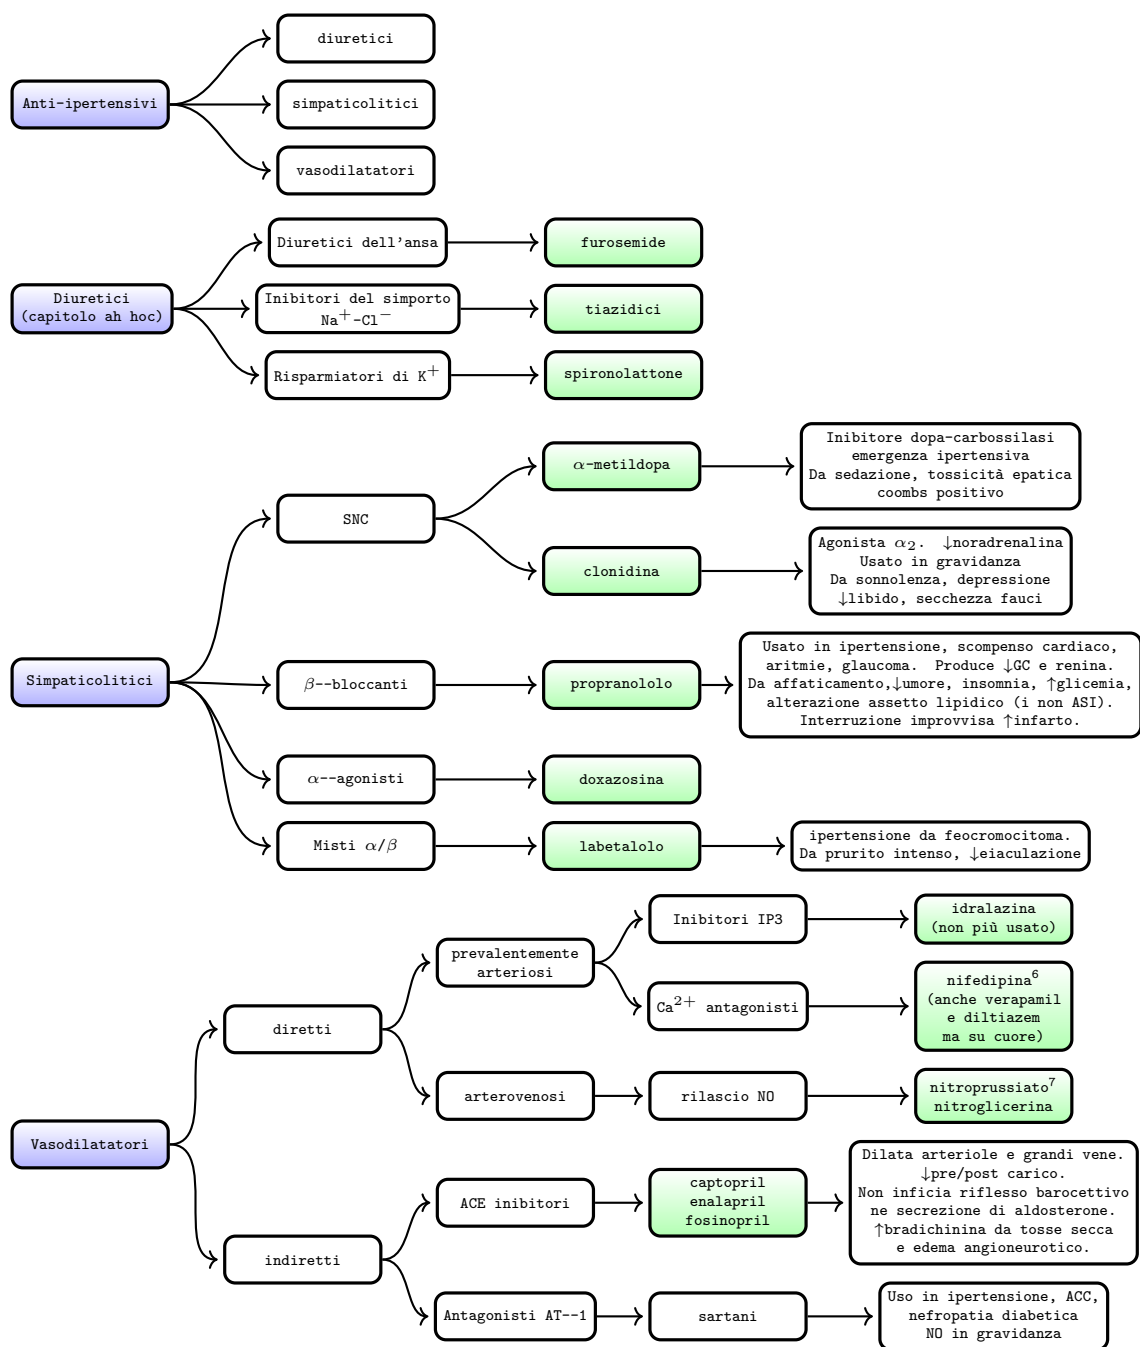 diuretici
Anti-ipertensivi
simpaticolitici
vasodilatatori
Diuretici dell'ansa
furosemide
Diuretici
(capitolo ah hoc)
Inibitori del simporto
Na⁺-Cl⁻
tiazidici
Risparmiatori di K⁺
spironolattone
Simpaticolitici
SNC
α-metildopa
Inibitore dopa-carbossilasi
emergenza ipertensiva
Da sedazione, tossicità epatica
coombs positivo
clonidina
Agonista α₂. ↓noradrenalina
Usato in gravidanza
Da sonnolenza, depressione
↓libido, secchezza fauci
β--bloccanti
propranololo
Usato in ipertensione, scompenso cardiaco,
aritmie, glaucoma. Produce ↓GC e renina.
Da affaticamento,↓umore, insomnia, ↑glicemia,
alterazione assetto lipidico (i non ASI).
Interruzione improvvisa ↑infarto.
α--agonisti
doxazosina
Misti α/β
labetalolo
ipertensione da feocromocitoma.
Da prurito intenso, ↓eiaculazione
Vasodilatatori
diretti
prevalentemente
arteriosi
Inibitori IP3
idralazina
(non più usato)
Ca²⁺ antagonisti
nifedipina⁶
(anche verapamil
e diltiazem
ma su cuore)
arterovenosi
rilascio NO
nitroprussiato⁷
nitroglicerina
indiretti
ACE inibitori
captopril
enalapril
fosinopril
Dilata arteriole e grandi vene.
↓pre/post carico.
Non inficia riflesso barocettivo
ne secrezione di aldosterone.
↑bradichinina da tosse secca
e edema angioneurotico.
Antagonisti AT--1
sartani
Uso in ipertensione, ACC,
nefropatia diabetica
NO in gravidanza